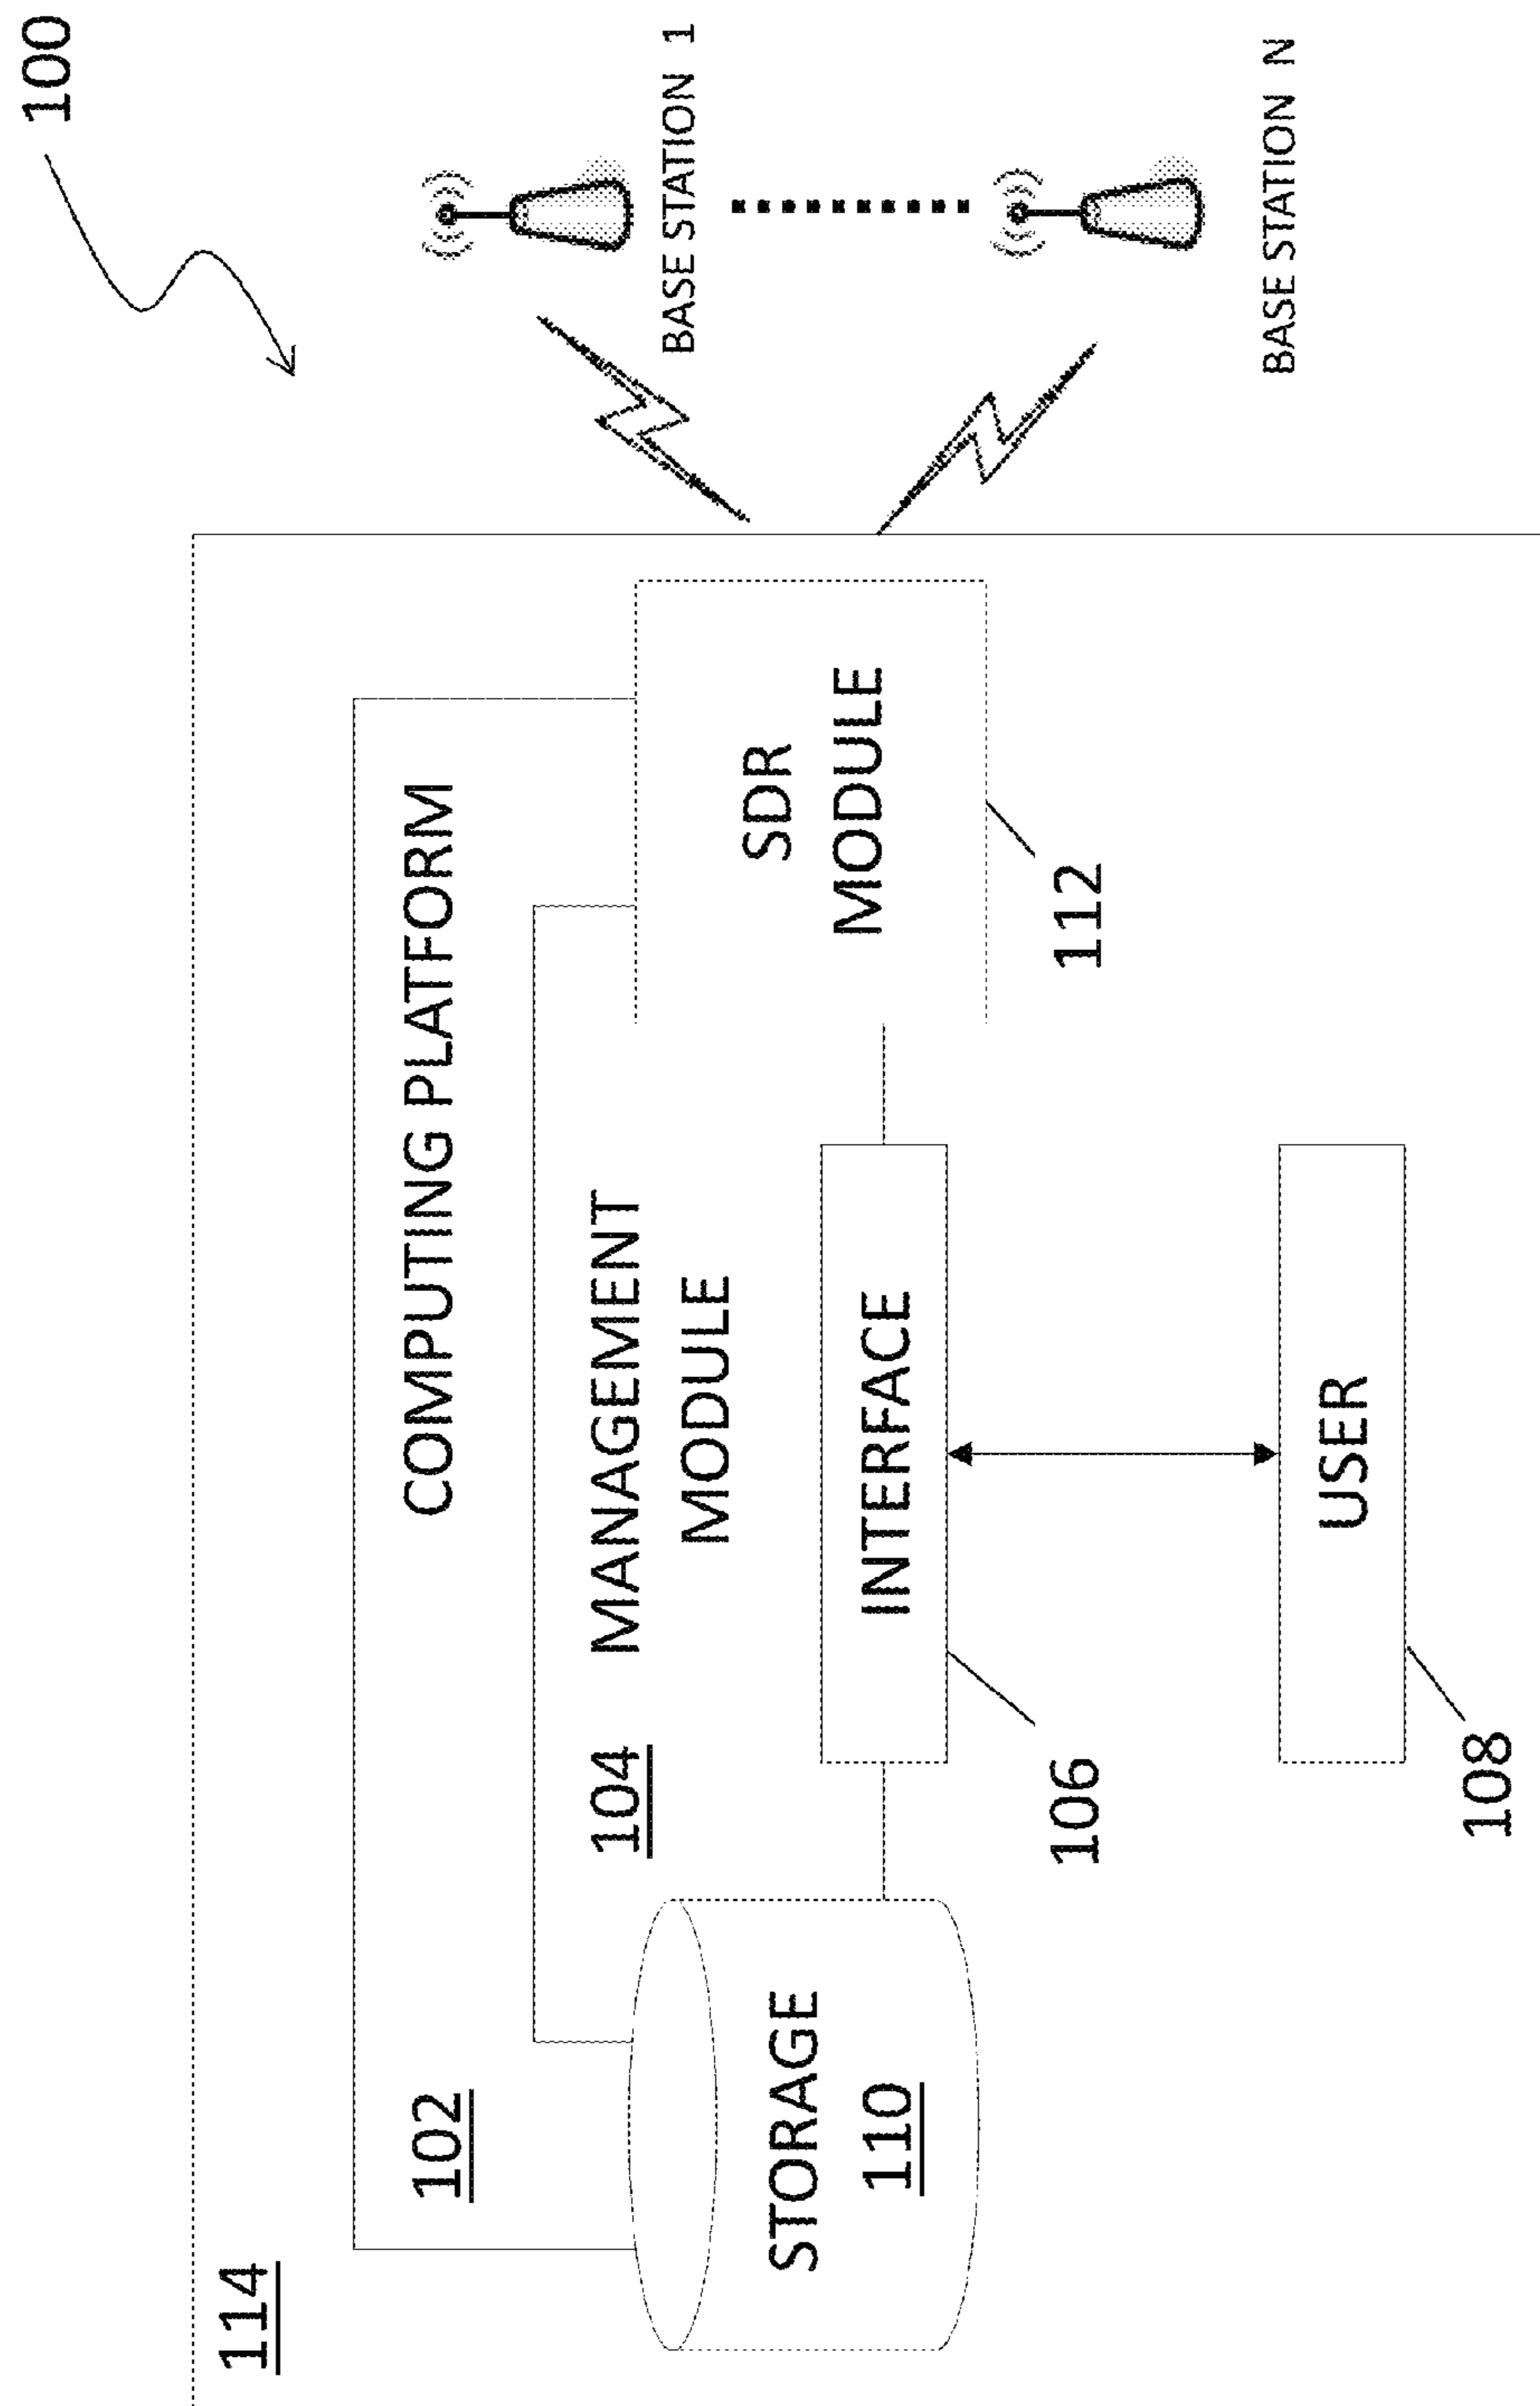 100
114
102
COMPUTING PLATFORM
BASE STATION 1
104
MANAGEMENT
MODULE
STORAGE
110
INTERFACE
106
SDR
MODULE
112
BASE STATION N
USER
108